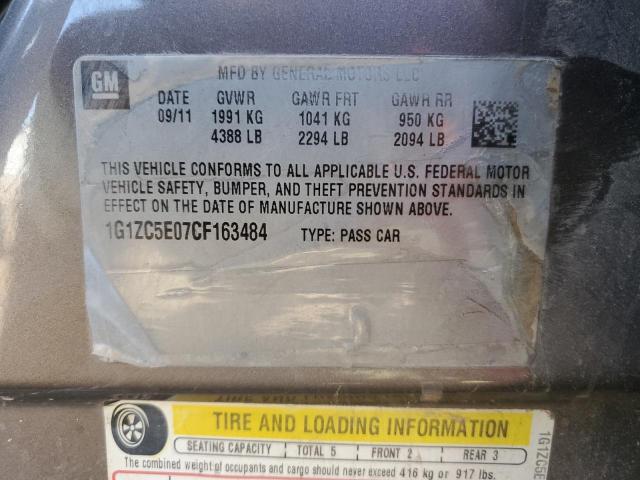 GM
MFD BY GENERAL MOTORS LLC
DATE GVWR GAWR FRT GAWR RR
09/11 1991 KG 1041 KG 950 KG
4388 LB 2294 LB 2094 LB
THIS VEHICLE CONFORMS TO ALL APPLICABLE U.S. FEDERAL MOTOR
VEHICLE SAFETY, BUMPER, AND THEFT PREVENTION STANDARDS IN
EFFECT ON THE DATE OF MANUFACTURE SHOWN ABOVE.
1G1ZC5E07CF163484 TYPE: PASS CAR
TIRE AND LOADING INFORMATION
SEATING CAPACITY TOTAL 5 FRONT 2 REAR 3
The combined weight of occupants and cargo should never exceed 416 kg or 917 lbs.
1G1ZC5E